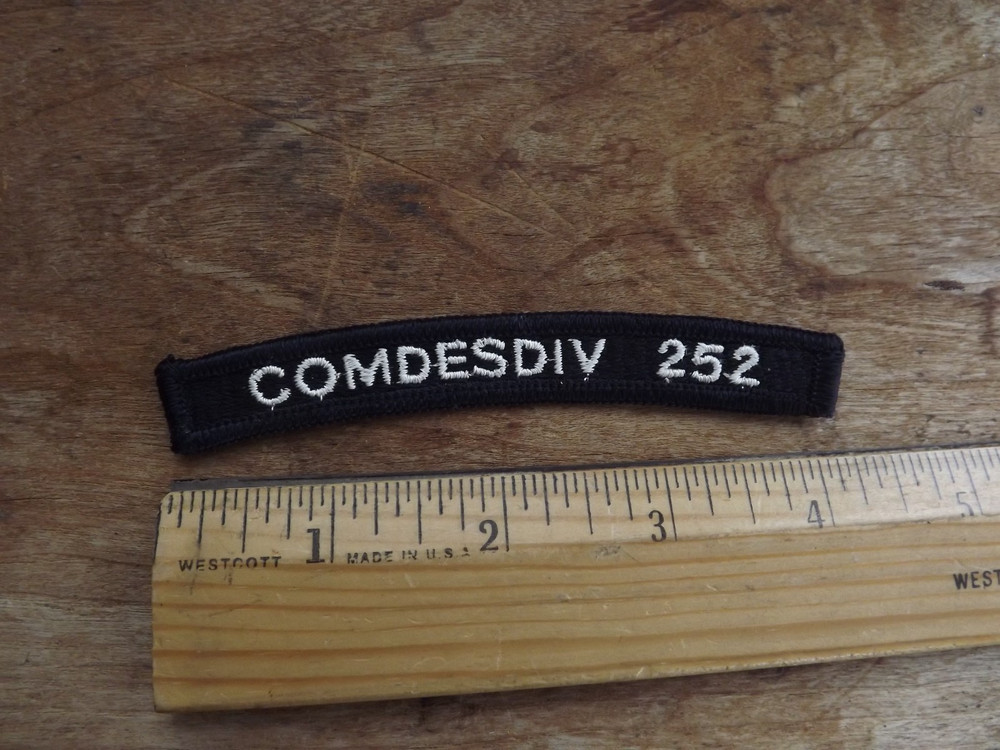 COMDESDIV 252
1 2 3 4 5
WESTCOTT MADE IN U.S.A
WEST